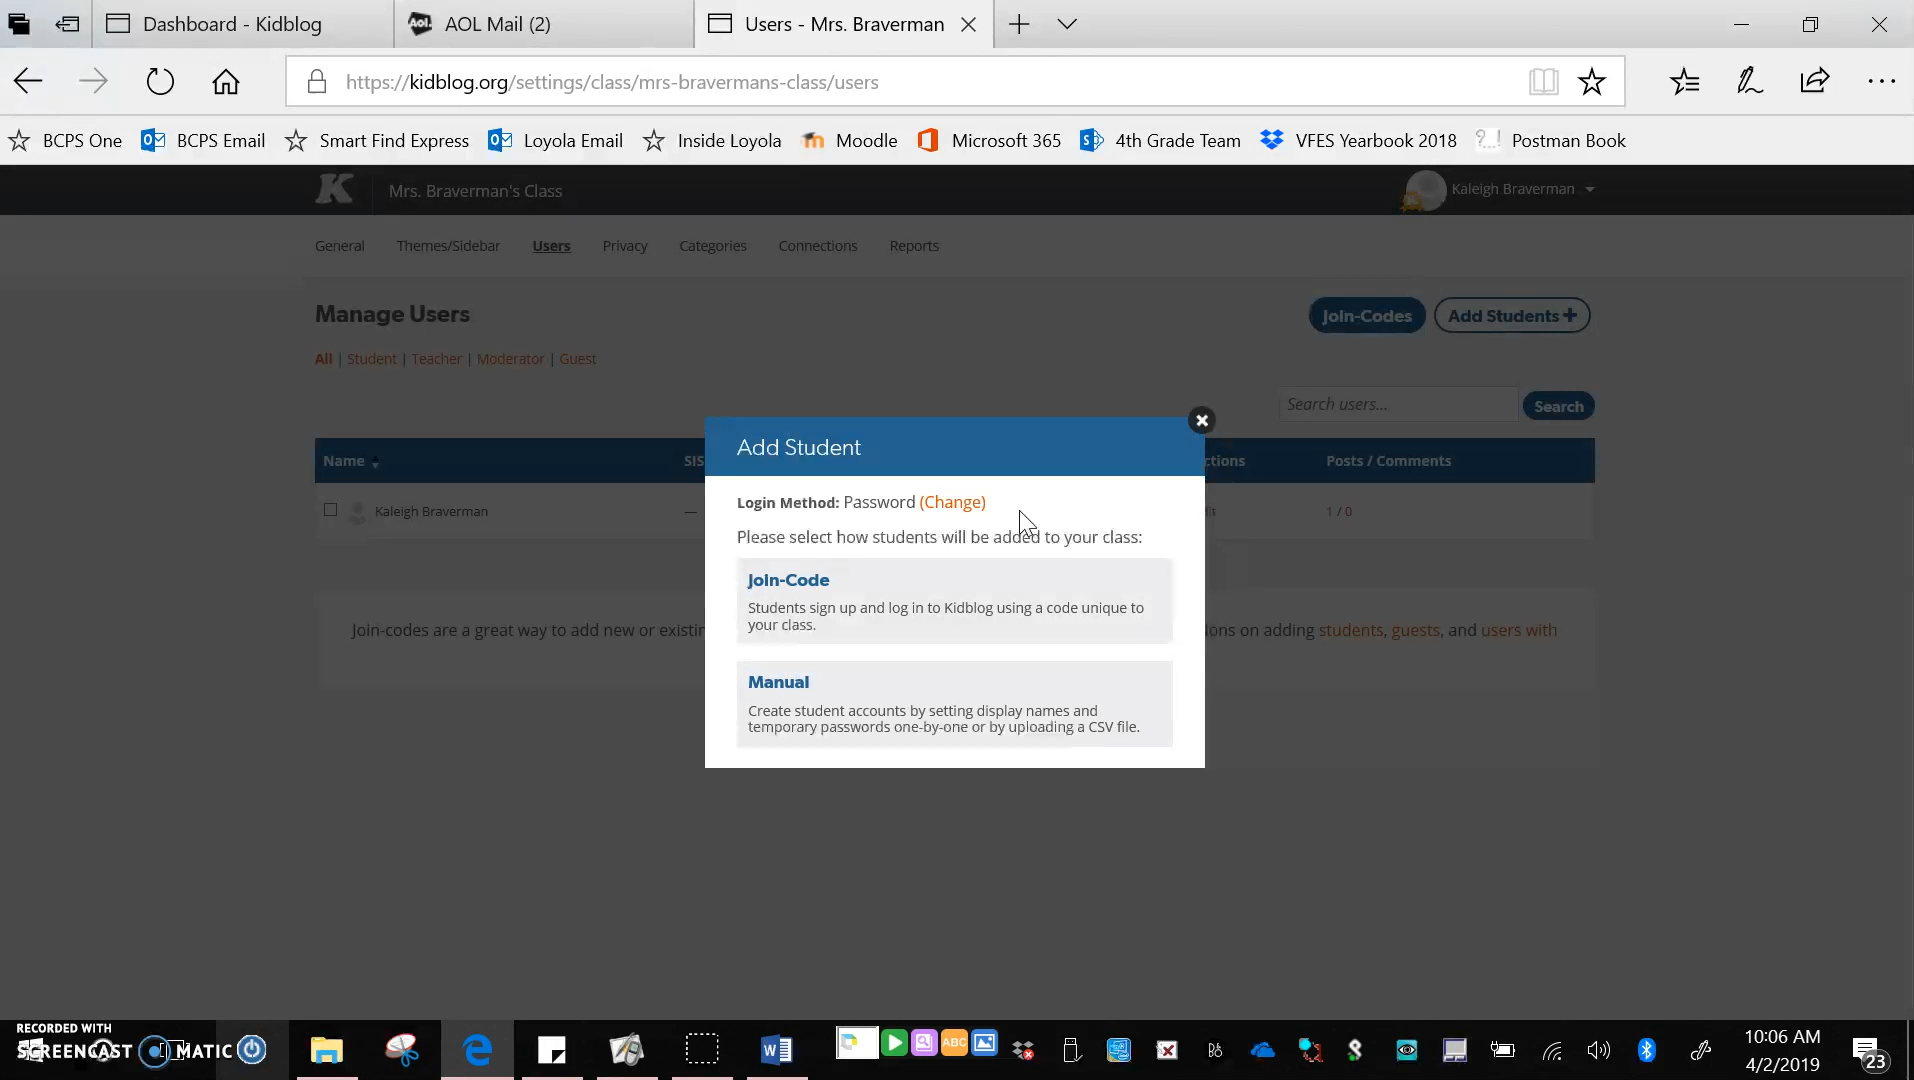 Dashboard - Kidblog
Aol.
AOL Mail (2)
Users - Mrs. Braverman
https://kidblog.org/settings/class/mrs-bravermans-class/users
BCPS One
BCPS Email
Smart Find Express
Loyola Email
Inside Loyola
Moodle
Microsoft 365
4th Grade Team
VFES Yearbook 2018
Postman Book
K
Mrs. Braverman's Class
Kaleigh Braverman
General
Themes/Sidebar
Users
Privacy
Categories
Connections
Reports
Manage Users
Join-Codes
Add Students +
All | Student | Teacher | Moderator | Guest
Search users...
Search
Name
SIS
ctions
Posts / Comments
Kaleigh Braverman
—
1 / 0
Add Student
Login Method: Password (Change)
Please select how students will be added to your class:
Join-Code
Students sign up and log in to Kidblog using a code unique to
your class.
Manual
Create student accounts by setting display names and
temporary passwords one-by-one or by uploading a CSV file.
Join-codes are a great way to add new or existin
ons on adding students, guests, and users with
RECORDED WITH
SCREENCAST MATIC
ABC
10:06 AM
4/2/2019
23